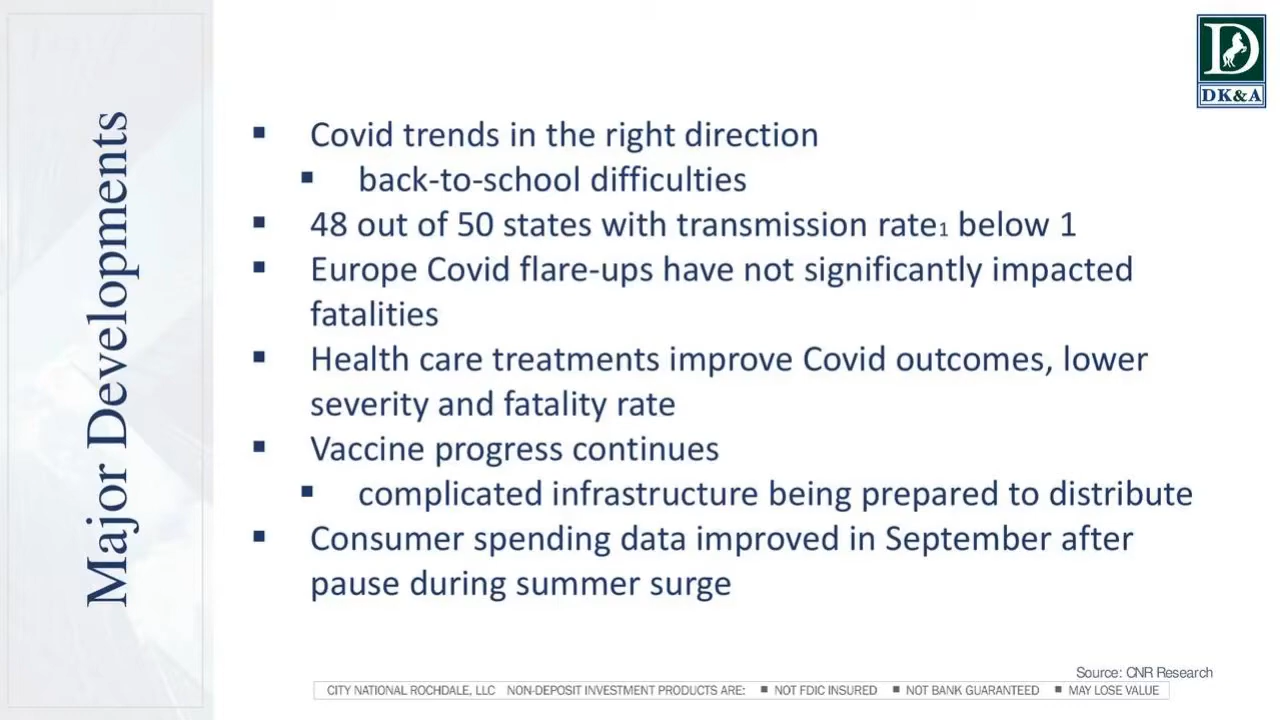 Major Developments
D
DK&A
▪ Covid trends in the right direction
▪ back-to-school difficulties
▪ 48 out of 50 states with transmission rate₁ below 1
▪ Europe Covid flare-ups have not significantly impacted
fatalities
▪ Health care treatments improve Covid outcomes, lower
severity and fatality rate
▪ Vaccine progress continues
▪ complicated infrastructure being prepared to distribute
▪ Consumer spending data improved in September after
pause during summer surge
Source: CNR Research
CITY NATIONAL ROCHDALE, LLC NON-DEPOSIT INVESTMENT PRODUCTS ARE: ■ NOT FDIC INSURED ■ NOT BANK GUARANTEED ■ MAY LOSE VALUE